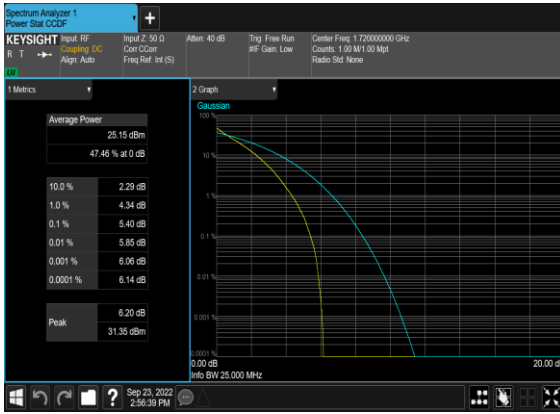 Spectrum Analyzer 1
Power Stat CCDF
+
KEYSIGHT
R T
LXI
Input: RF
Coupling: DC
Align: Auto
Input Z: 50 Ω
Corr CCorr
Freq Ref: Int (S)
Atten: 40 dB
Trig: Free Run
#IF Gain: Low
Center Freq: 1.720000000 GHz
Counts: 1.00 M/1.00 Mpt
Radio Std: None
1 Metrics
Average Power
25.15 dBm
47.46 % at 0 dB
10.0 % 2.29 dB
1.0 % 4.34 dB
0.1 % 5.40 dB
0.01 % 5.85 dB
0.001 % 6.06 dB
0.0001 % 6.14 dB
Peak
6.20 dB
31.35 dBm
2 Graph
Gaussian
100 %
10 %
1 %
0.1 %
0.01 %
0.001 %
0.0001 %
0.00 dB
20.00 d
Info BW 25.000 MHz
?
Sep 23, 2022
2:56:39 PM